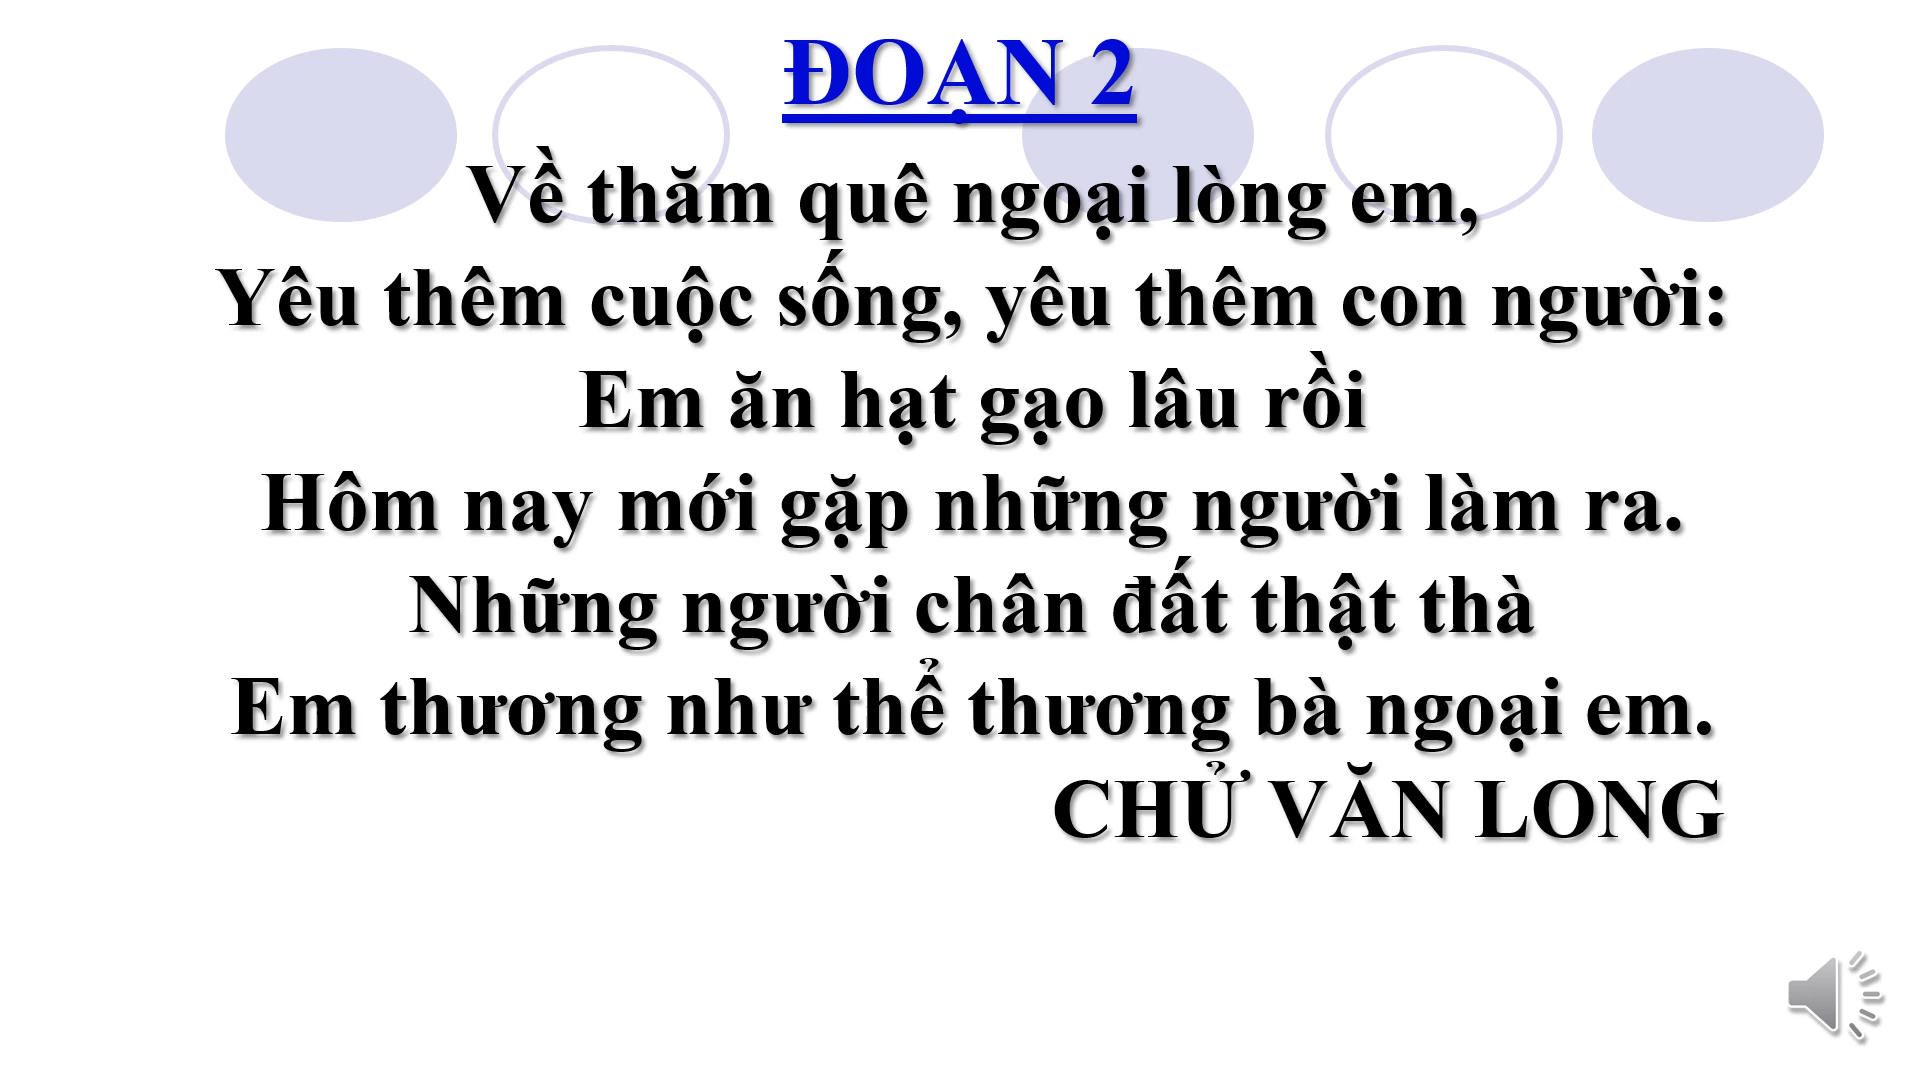 ĐOẠN 2
Về thăm quê ngoại lòng em,
Yêu thêm cuộc sống, yêu thêm con người:
Em ăn hạt gạo lâu rồi
Hôm nay mới gặp những người làm ra.
Những người chân đất thật thà
Em thương như thể thương bà ngoại em.
CHỬ VĂN LONG